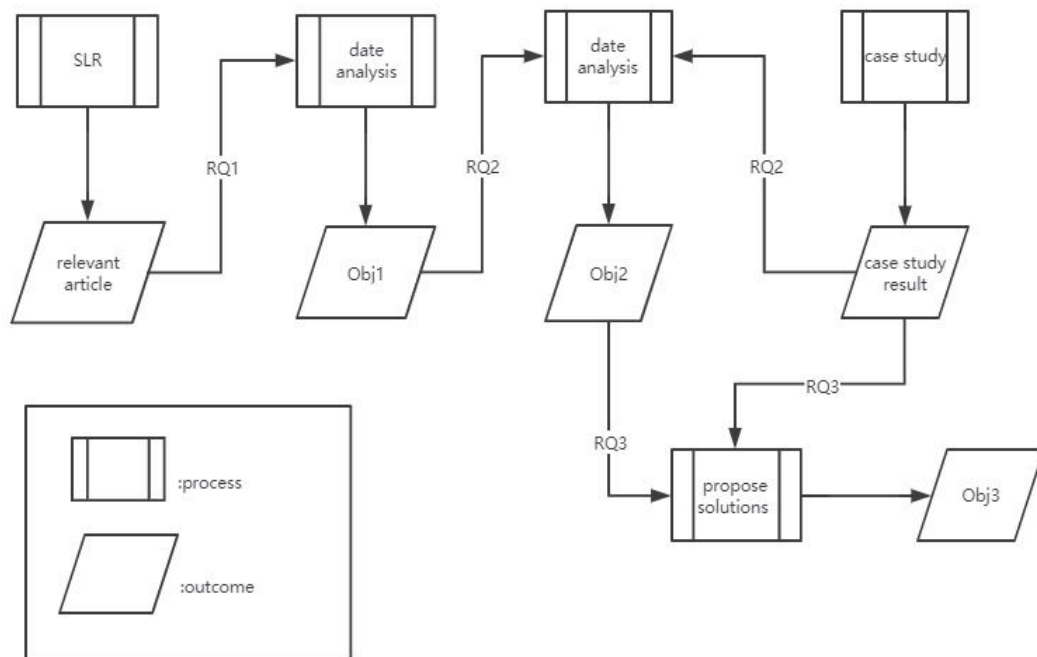 SLR
date
analysis
date
analysis
case study
RQ1
RQ2
RQ2
relevant
article
Obj1
Obj2
case study
result
RQ3
RQ3
propose
solutions
Obj3
:process
:outcome